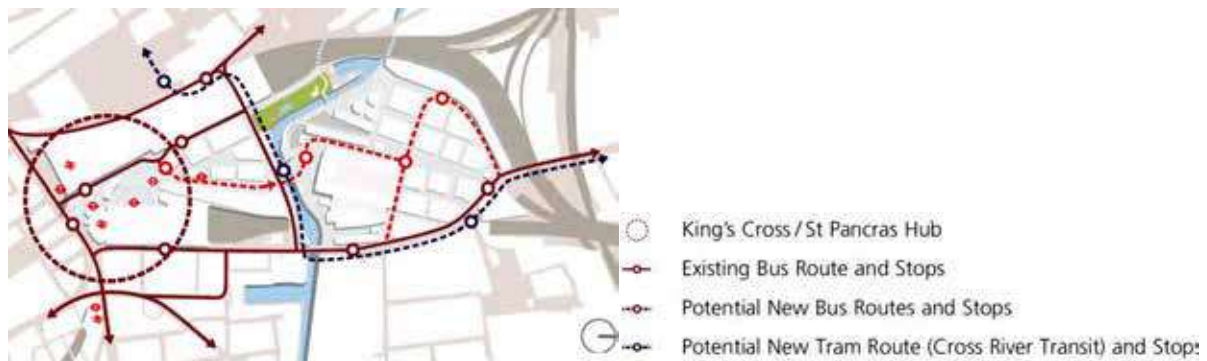 King's Cross / St Pancras Hub
Existing Bus Route and Stops
Potential New Bus Routes and Stops
Potential New Tram Route (Cross River Transit) and Stops